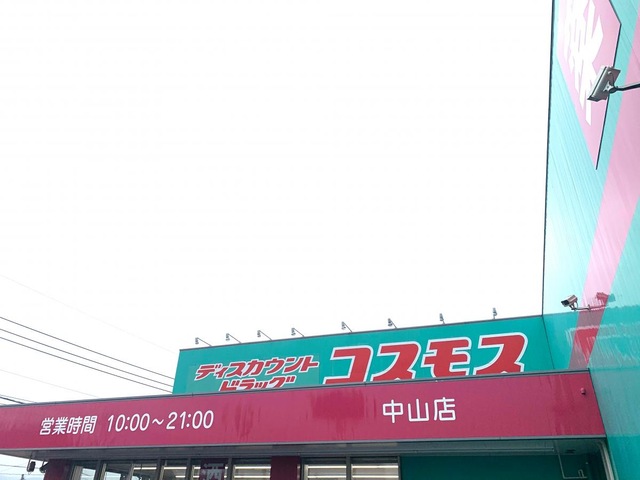 ディスカウント
ドラッグ
コスモス
営業時間 10:00～21:00
中山店
薬